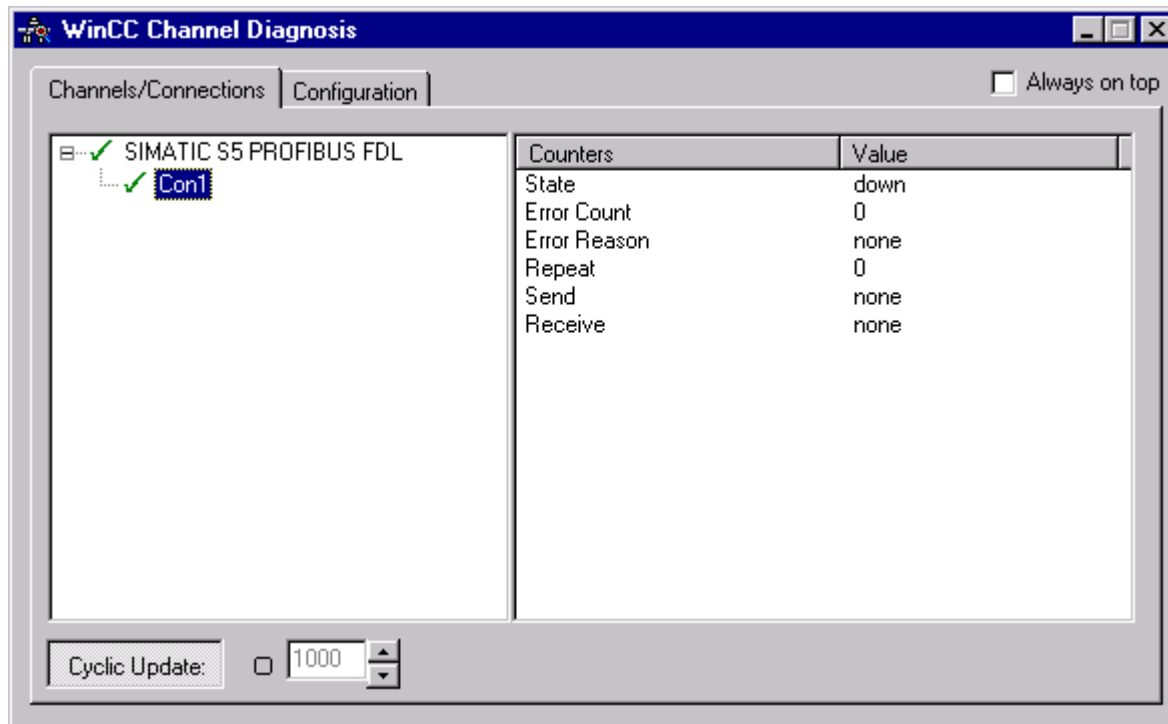 WinCC Channel Diagnosis
Channels/Connections Configuration Always on top
SIMATIC S5 PROFIBUS FDL
Con1
Counters Value
State down
Error Count 0
Error Reason none
Repeat 0
Send none
Receive none
Cyclic Update: 1000